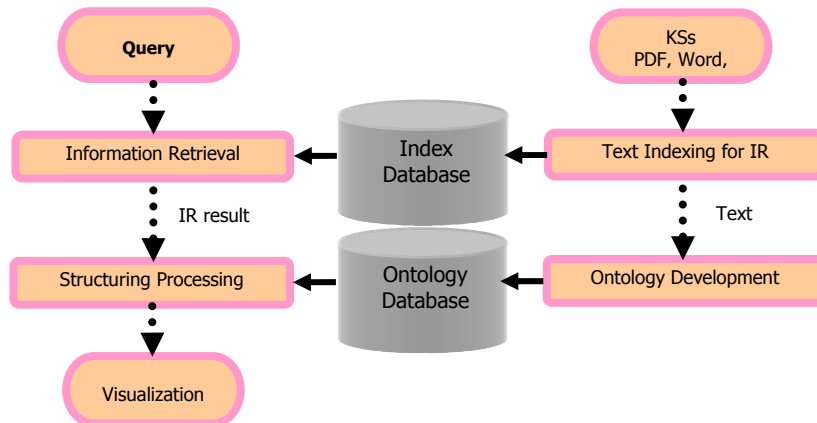 Query
KSs
PDF, Word,
Information Retrieval
Index
Database
Text Indexing for IR
IR result
Text
Structuring Processing
Ontology
Database
Ontology Development
Visualization